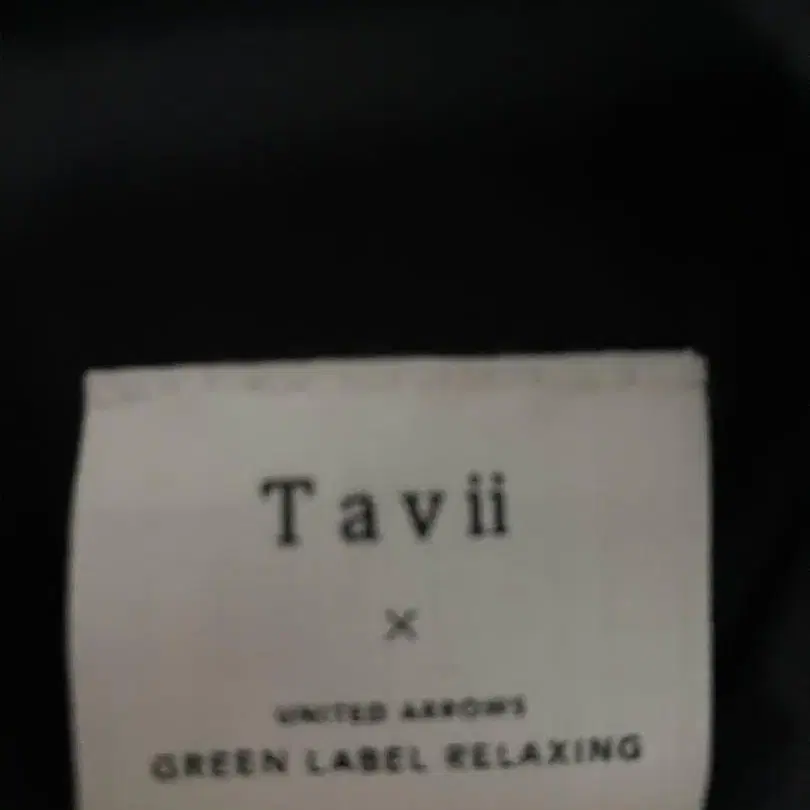 Tavii
×
UNITED ARROWS
GREEN LABEL RELAXING